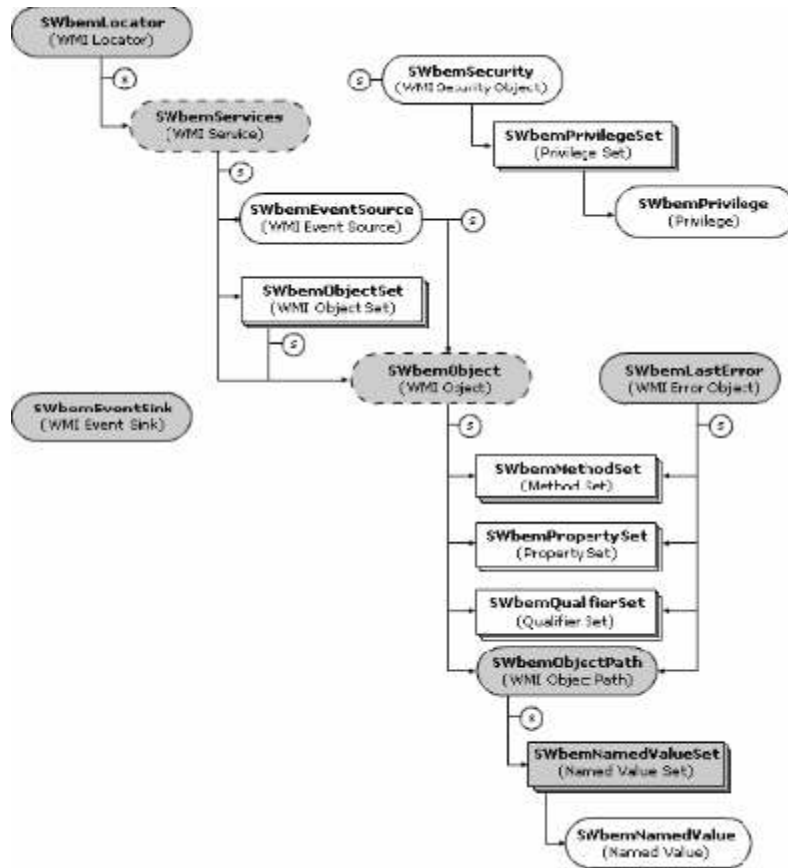 SWbemLocator
(WMI Locator)
s
SWbemServices
(WMI Service)
s
s
SWbemSecurity
(WMI Security Object)
SWbemPrivilegeSet
(Privilege Set)
SWbemPrivilege
(Privilege)
SWbemEventSource
(WMI Event Source)
s
SWbemObjectSet
(WMI Object Set)
s
SWbemObject
(WMI Object)
s
SWbemLastError
(WMI Error Object)
s
SWbemEventSink
(WMI Event Sink)
SWbemMethodSet
(Method Set)
SWbemPropertySet
(Property Set)
SWbemQualifierSet
(Qualifier Set)
SWbemObjectPath
(WMI Object Path)
s
SWbemNamedValueSet
(Named Value Set)
SWbemNamedValue
(Named Value)